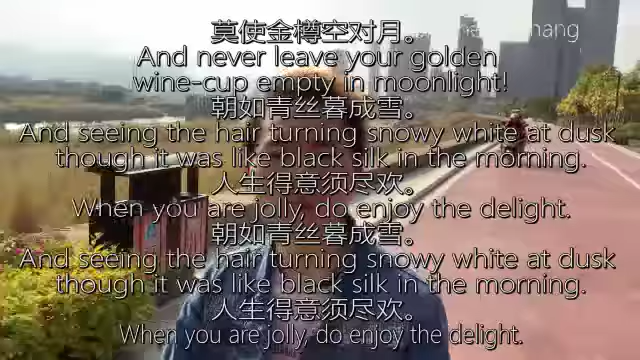 莫使金樽空对月。
And never leave your golden
wine-cup empty in moonlight!
朝如青丝暮成雪。
And seeing the hair turning snowy white at dusk
though it was like black silk in the morning.
人生得意须尽欢。
When you are jolly, do enjoy the delight.
朝如青丝暮成雪。
And seeing the hair turning snowy white at dusk
though it was like black silk in the morning.
人生得意须尽欢。
When you are jolly, do enjoy the delight.